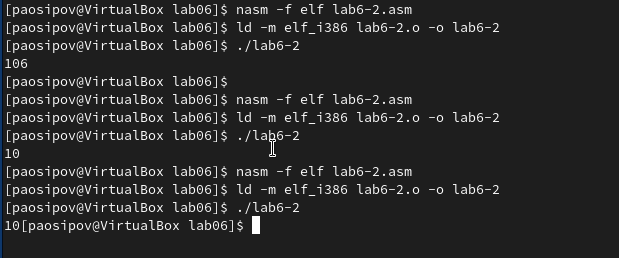 [paosipov@VirtualBox lab06]$ nasm -f elf lab6-2.asm
[paosipov@VirtualBox lab06]$ ld -m elf_i386 lab6-2.o -o lab6-2
[paosipov@VirtualBox lab06]$ ./lab6-2
106
[paosipov@VirtualBox lab06]$
[paosipov@VirtualBox lab06]$ nasm -f elf lab6-2.asm
[paosipov@VirtualBox lab06]$ ld -m elf_i386 lab6-2.o -o lab6-2
[paosipov@VirtualBox lab06]$ ./lab6-2
10
[paosipov@VirtualBox lab06]$ nasm -f elf lab6-2.asm
[paosipov@VirtualBox lab06]$ ld -m elf_i386 lab6-2.o -o lab6-2
[paosipov@VirtualBox lab06]$ ./lab6-2
10[paosipov@VirtualBox lab06]$